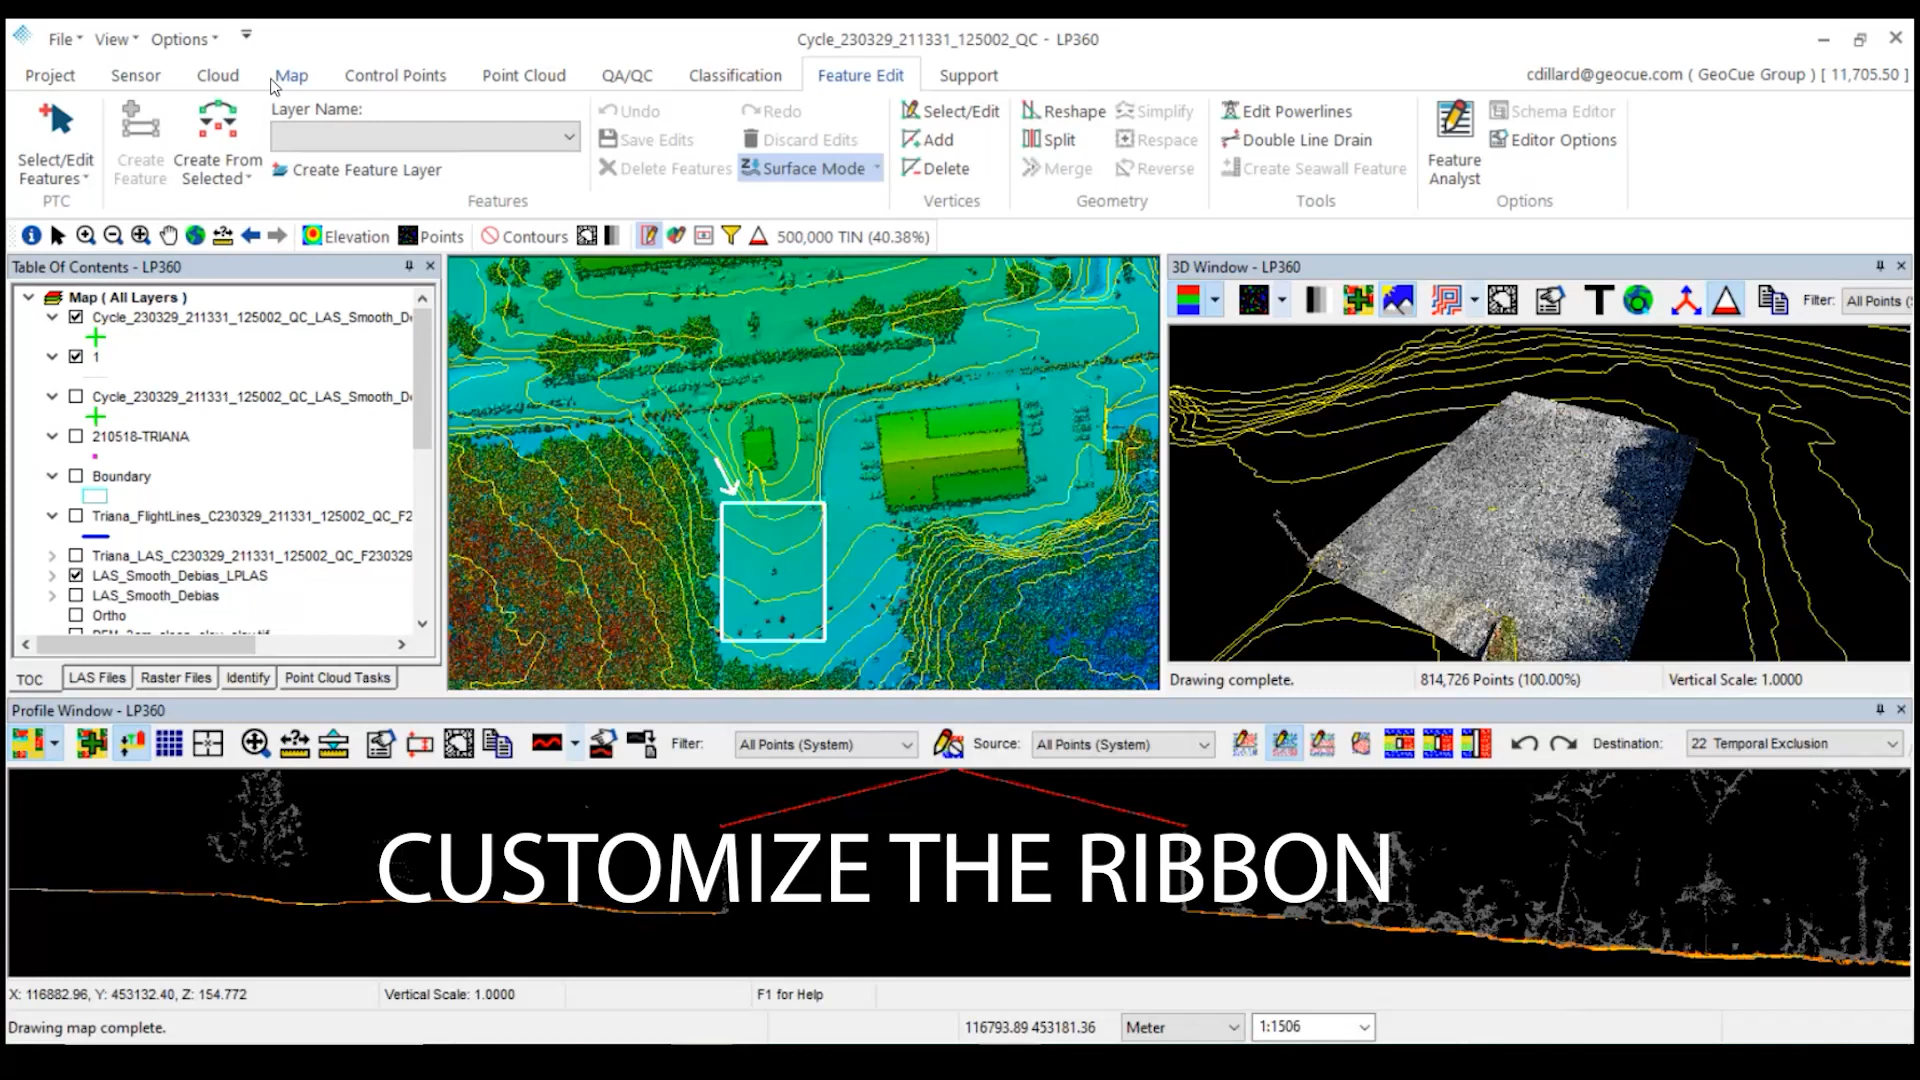 File View Options
Cycle_230329_211331_125002_QC - LP360
Project Sensor Cloud Map Control Points Point Cloud QA/QC Classification Feature Edit Support
cdillard@geocue.com ( GeoCue Group ) [ 11,705.50 ]
Select/Edit Features
PTC
Create Feature
Create From Selected
Layer Name:
Create Feature Layer
Undo Redo
Save Edits Discard Edits
Delete Features Surface Mode
Features
Select/Edit
Add
Delete
Vertices
Reshape Simplify
Split Respace
Merge Reverse
Geometry
Edit Powerlines
Double Line Drain
Create Seawall Feature
Tools
Feature Analyst
Schema Editor
Editor Options
Options
Elevation Points Contours 500,000 TIN (40.38%)
Table Of Contents - LP360
Map ( All Layers )
Cycle_230329_211331_125002_QC_LAS_Smooth_D
1
Cycle_230329_211331_125002_QC_LAS_Smooth_D
210518-TRIANA
Boundary
Triana_FlightLines_C230329_211331_125002_QC_F2
Triana_LAS_C230329_211331_125002_QC_F230329
LAS_Smooth_Debias_LPLAS
LAS_Smooth_Debias
Ortho
TOC LAS Files Raster Files Identify Point Cloud Tasks
3D Window - LP360
T
Filter: All Points (
Drawing complete. 814,726 Points (100.00%) Vertical Scale: 1.0000
Profile Window - LP360
Filter: All Points (System) Source: All Points (System) Destination: 22 Temporal Exclusion
CUSTOMIZE THE RIBBON
X: 116882.96, Y: 453132.40, Z: 154.772 Vertical Scale: 1.0000 F1 for Help
Drawing map complete. 116793.89 453181.36 Meter 1:1506